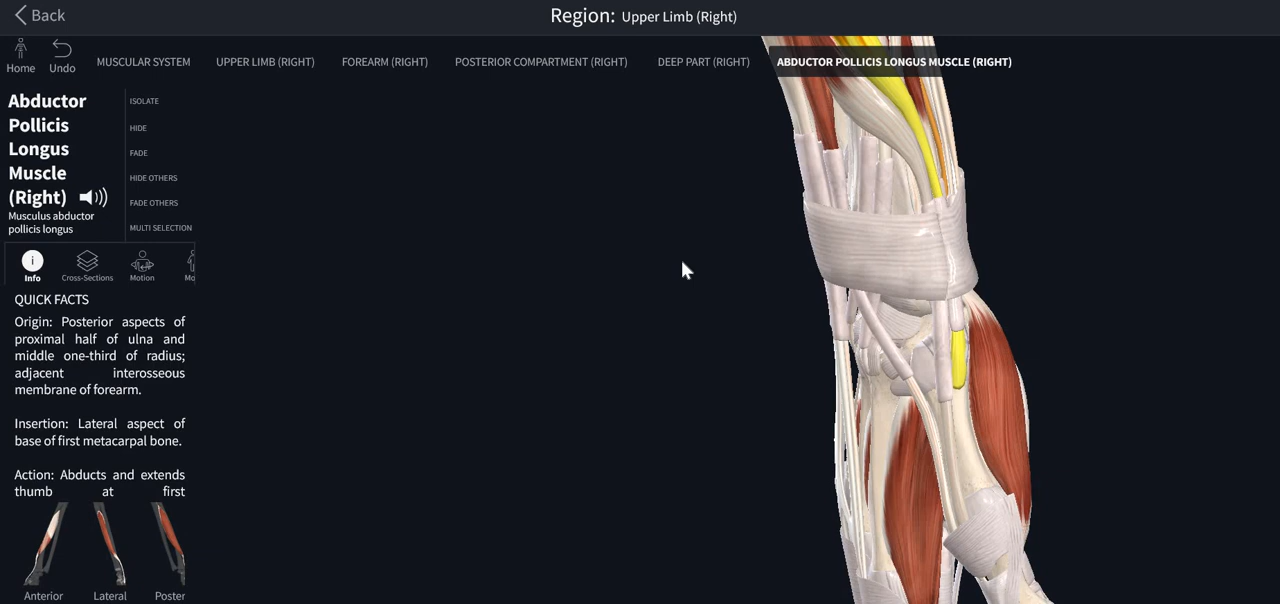 Back
Region: Upper Limb (Right)
Home
Undo
MUSCULAR SYSTEM
UPPER LIMB (RIGHT)
FOREARM (RIGHT)
POSTERIOR COMPARTMENT (RIGHT)
DEEP PART (RIGHT)
ABDUCTOR POLLICIS LONGUS MUSCLE (RIGHT)
Abductor
Pollicis
Longus
Muscle
(Right)
Musculus abductor
pollicis longus
ISOLATE
HIDE
FADE
HIDE OTHERS
FADE OTHERS
MULTI SELECTION
i
Info
Cross-Sections
Motion
Mo
QUICK FACTS
Origin: Posterior aspects of
proximal half of ulna and
middle one-third of radius;
adjacent interosseous
membrane of forearm.
Insertion: Lateral aspect of
base of first metacarpal bone.
Action: Abducts and extends
thumb at first
Anterior
Lateral
Poster